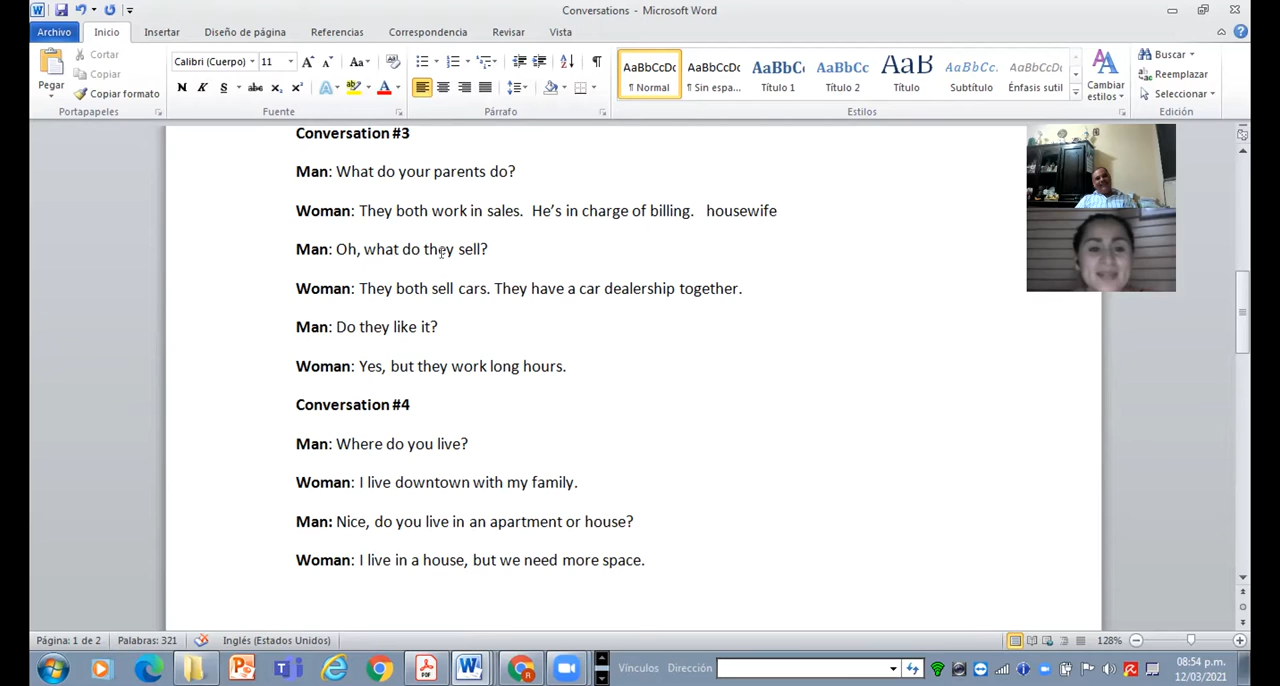 Conversations - Microsoft Word
Archivo Inicio Insertar Diseño de página Referencias Correspondencia Revisar Vista
Pegar
Cortar
Copiar
Copiar formato
Portapapeles
Calibri (Cuerpo) 11
Fuente
Párrafo
AaBbCcDc AaBbCcDc AaBbC AaBbCc AaB AaBbCc. AaBbCcDc
¶ Normal ¶ Sin espa... Título 1 Título 2 Título Subtítulo Énfasis sutil
Cambiar estilos
Estilos
Buscar
Reemplazar
Seleccionar
Edición
Conversation #3
Man: What do your parents do?
Woman: They both work in sales. He's in charge of billing. housewife
Man: Oh, what do they sell?
Woman: They both sell cars. They have a car dealership together.
Man: Do they like it?
Woman: Yes, but they work long hours.
Conversation #4
Man: Where do you live?
Woman: I live downtown with my family.
Man: Nice, do you live in an apartment or house?
Woman: I live in a house, but we need more space.
Página: 1 de 2 Palabras: 321 Inglés (Estados Unidos) 128%
Vínculos Dirección 08:54 p.m.
12/03/2021